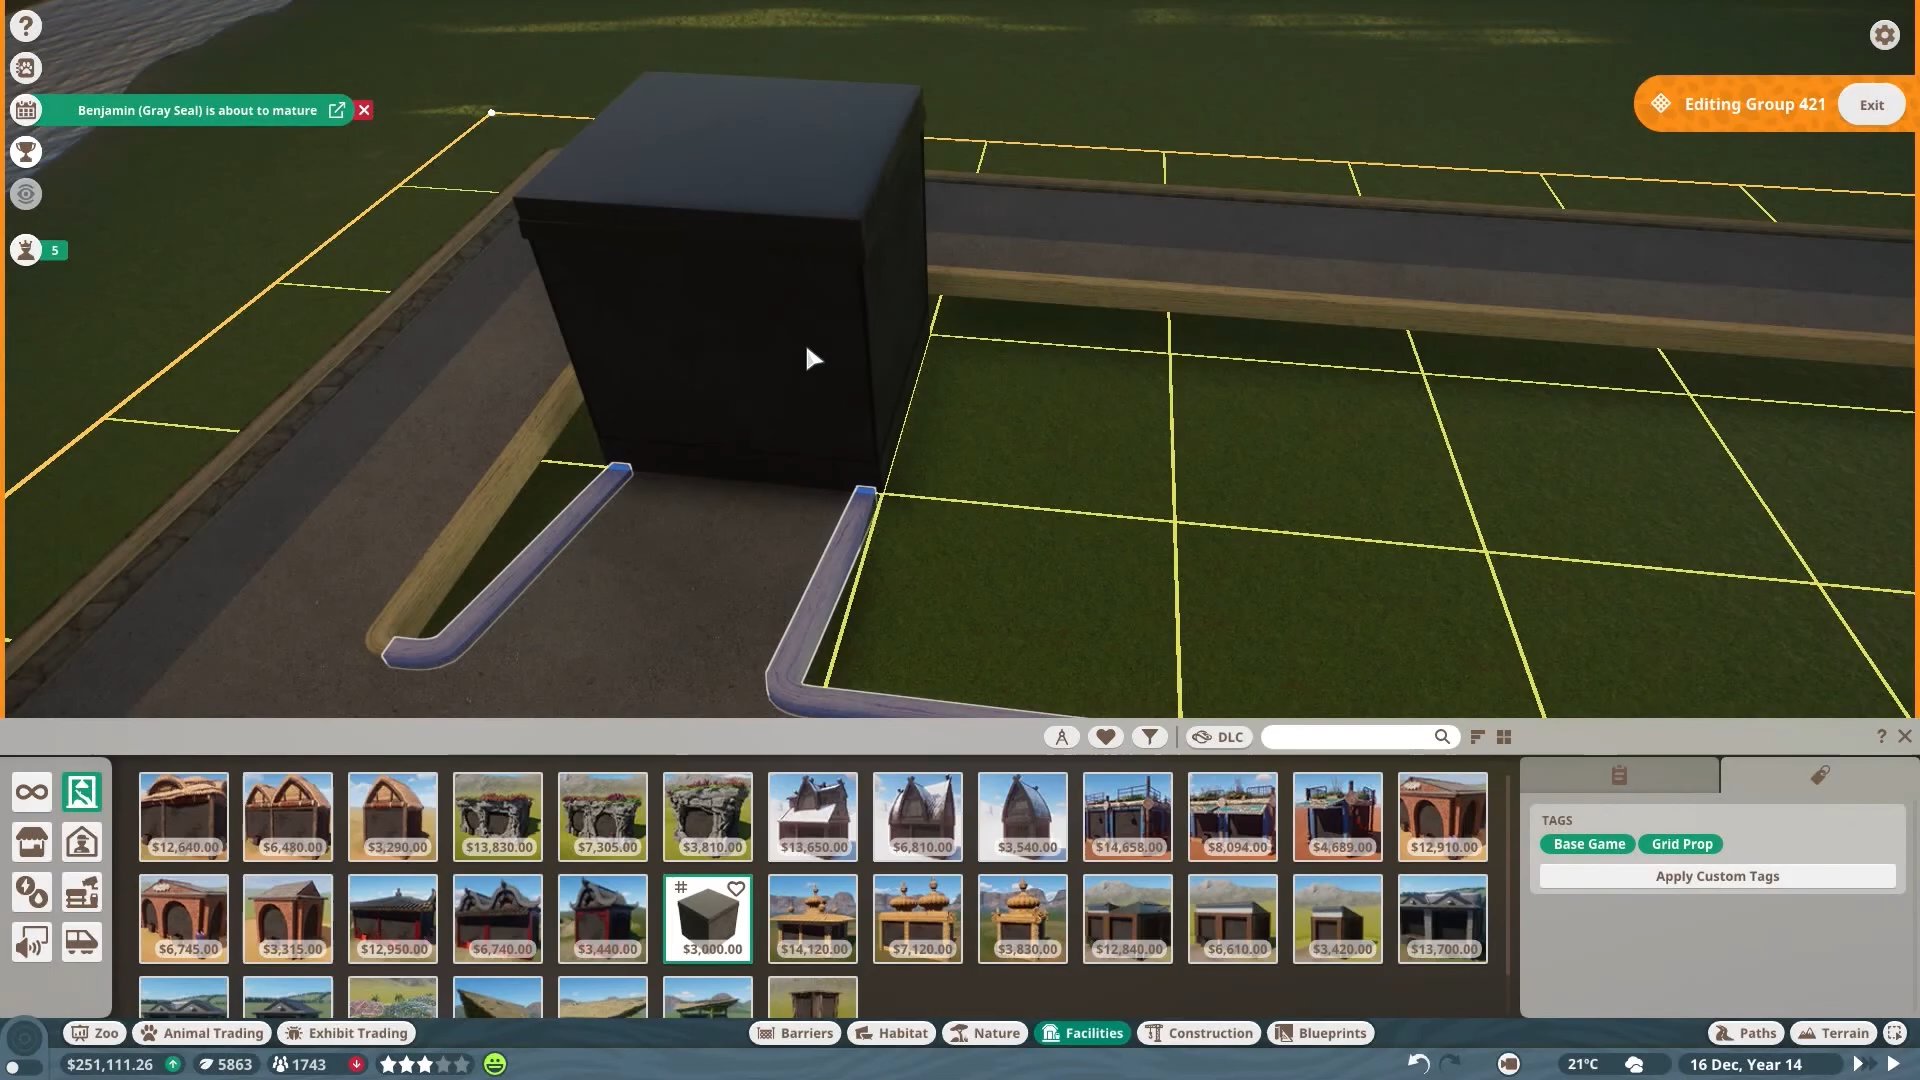 ?
Benjamin (Gray Seal) is about to mature
5
Editing Group 421
Exit
DLC
?
$12,640.00 $6,480.00 $3,290.00 $13,830.00 $7,305.00 $3,810.00 $13,650.00 $6,810.00 $3,540.00 $14,658.00 $8,094.00 $4,689.00 $12,910.00
$6,745.00 $3,315.00 $12,950.00 $6,740.00 $3,440.00 # $3,000.00 $14,120.00 $7,120.00 $3,830.00 $12,840.00 $6,610.00 $3,420.00 $13,700.00
TAGS
Base Game Grid Prop
Apply Custom Tags
Zoo Animal Trading Exhibit Trading Barriers Habitat Nature Facilities Construction Blueprints Paths Terrain
$251,111.26 5863 1743 21°C 16 Dec, Year 14